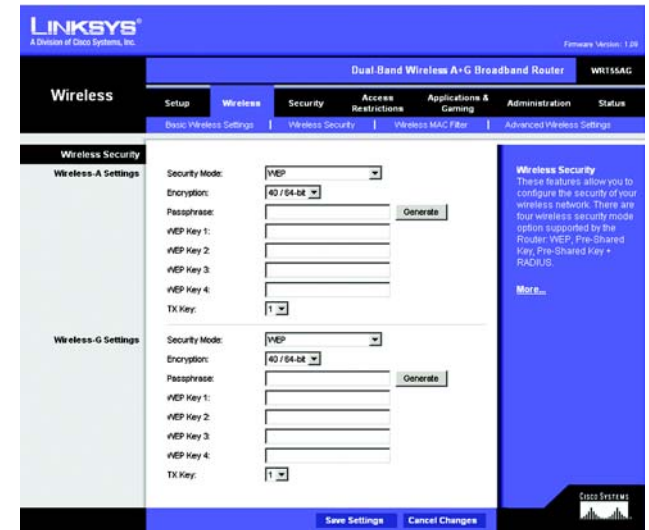 LINKSYS®
A Division of Cisco Systems, Inc.
Firmware Version: 1.09
Dual-Band Wireless A+G Broadband Router WRT55AG
Wireless
Setup Wireless Security Access Restrictions Applications & Gaming Administration Status
Basic Wireless Settings | Wireless Security | Wireless MAC Filter | Advanced Wireless Settings
Wireless Security
Wireless-A Settings
Security Mode: WEP
Encryption: 40 / 64-bit
Passphrase: Generate
WEP Key 1:
WEP Key 2:
WEP Key 3:
WEP Key 4:
TX Key: 1
Wireless-G Settings
Security Mode: WEP
Encryption: 40 / 64-bit
Passphrase: Generate
WEP Key 1:
WEP Key 2:
WEP Key 3:
WEP Key 4:
TX Key: 1
Wireless Security
These features allow you to
configure the security of your
wireless network. There are
four wireless security mode
option supported by the
Router: WEP, Pre-Shared
Key, Pre-Shared Key +
RADIUS.
More...
Save Settings Cancel Changes
CISCO SYSTEMS